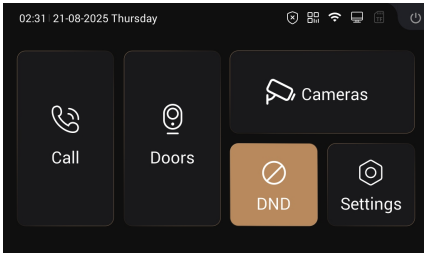 02:31 21-08-2025 Thursday
Call
Doors
Cameras
DND
Settings